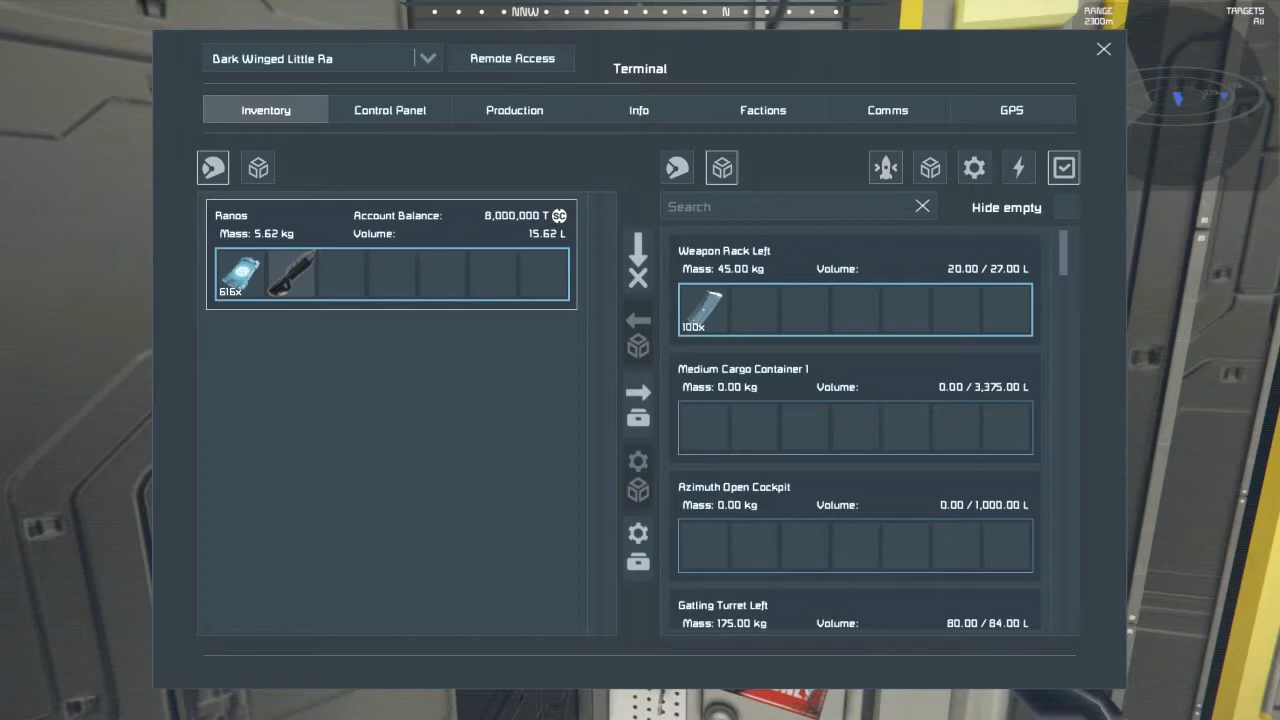 NNW
N
RANGE
2300m
TARGETS
All
Dark Winged Little Ra
Remote Access
Terminal
Inventory
Control Panel
Production
Info
Factions
Comms
GPS
Search
Hide empty
Ranos
Account Balance:
8,000,000 T SC
Mass: 5.62 kg
Volume:
15.62 L
616x
Weapon Rack Left
Mass: 45.00 kg
Volume:
20.00 / 27.00 L
100x
Medium Cargo Container 1
Mass: 0.00 kg
Volume:
0.00 / 3,375.00 L
Azimuth Open Cockpit
Mass: 0.00 kg
Volume:
0.00 / 1,000.00 L
Gatling Turret Left
Mass: 175.00 kg
Volume:
80.00 / 84.00 L